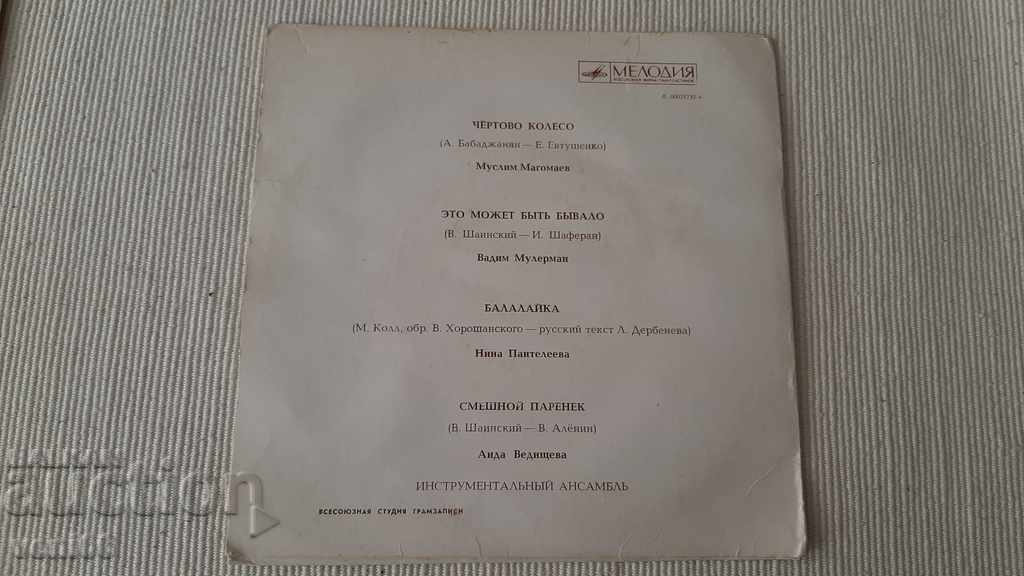 МЕЛОДИЯ
ЧЁРТОВО КОЛЕСО
(А. Бабаджанян — Е. Евтушенко)
Муслим Магомаев
ЭТО МОЖЕТ БЫТЬ БЫВАЛО
(В. Шаинский — И. Шаферан)
Вадим Мулерман
БАЛАЛАЙКА
(М. Колл, обр. В. Хорощанского — русский текст Л. Дербенева)
Нина Пантелеева
СМЕШНОЙ ПАРЕНЕК
(В. Шаинский — В. Алёнин)
Аида Ведищева
ИНСТРУМЕНТАЛЬНЫЙ АНСАМБЛЬ
ВСЕСОЮЗНАЯ СТУДИЯ ГРАМЗАПИСИ
auction